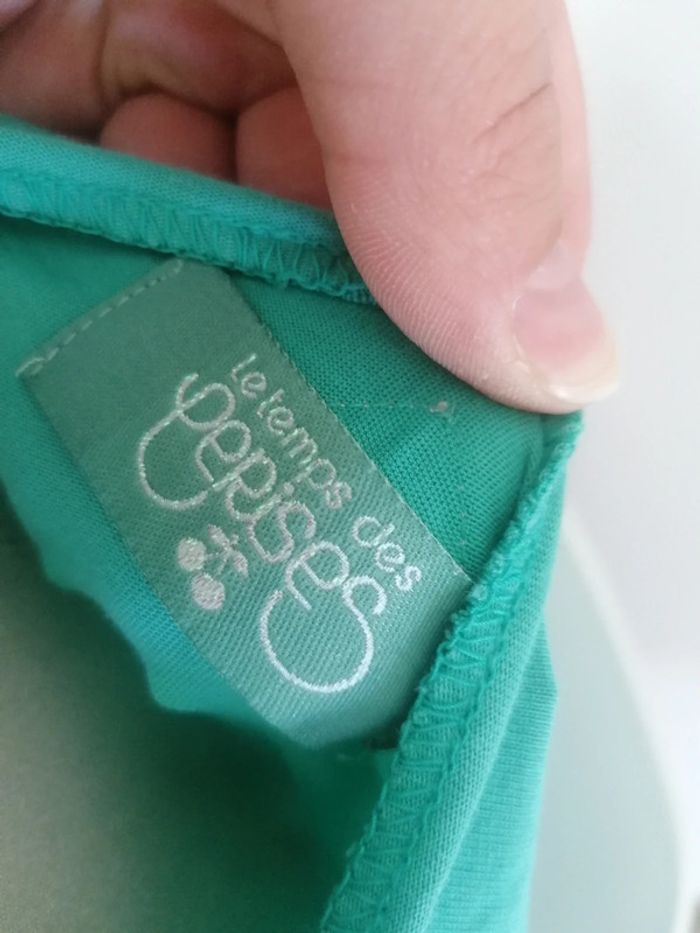 le temps des
cerises